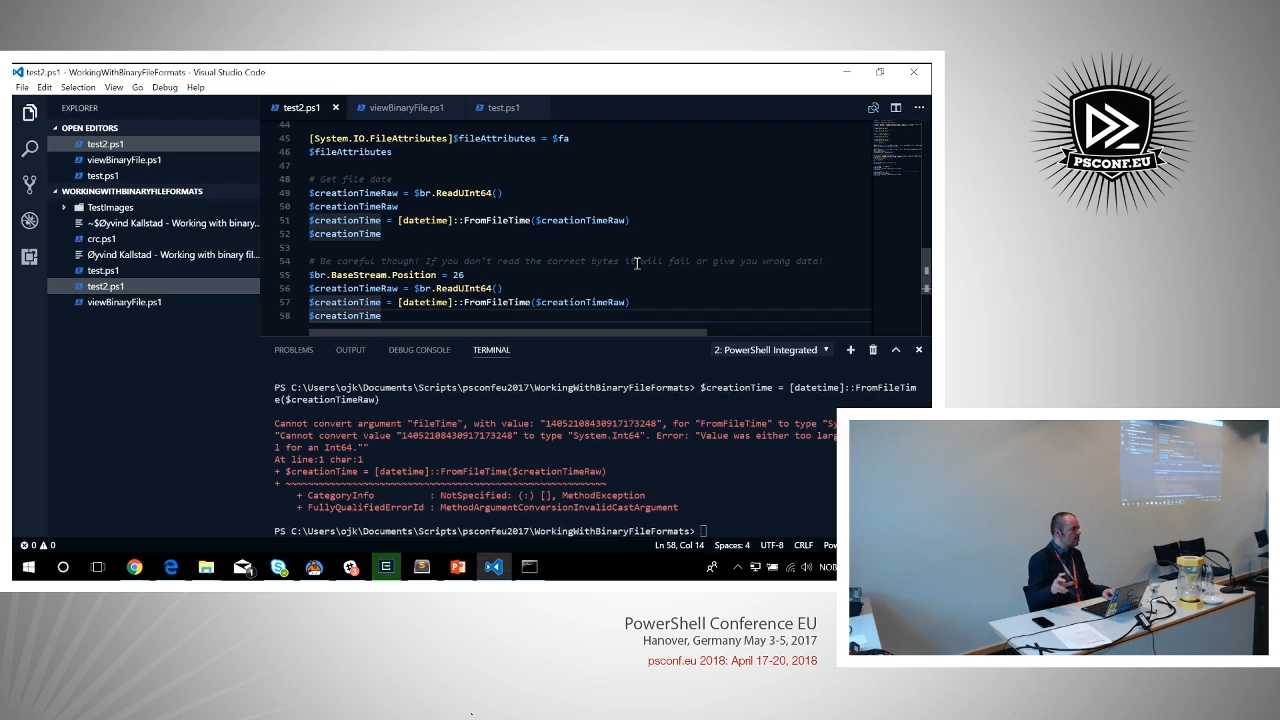 test2.ps1 - WorkingWithBinaryFileFormats - Visual Studio Code
File Edit Selection View Go Debug Help
EXPLORER
OPEN EDITORS
test2.ps1
viewBinaryFile.ps1
test.ps1
WORKINGWITHBINARYFILEFORMATS
TestImages
~$Øyvind Kallstad - Working with binary
crc.ps1
Øyvind Kallstad - Working with binary fil...
test.ps1
test2.ps1
viewBinaryFile.ps1
test2.ps1 viewBinaryFile.ps1 test.ps1
44
45 [System.IO.FileAttributes]$fileAttributes = $fa
46 $fileAttributes
47
48 # Get file date
49 $creationTimeRaw = $br.ReadUInt64()
50 $creationTimeRaw
51 $creationTime = [datetime]::FromFileTime($creationTimeRaw)
52 $creationTime
53
54 # Be careful though! If you don't read the correct bytes it will fail or give you wrong data!
55 $br.BaseStream.Position = 26
56 $creationTimeRaw = $br.ReadUInt64()
57 $creationTime = [datetime]::FromFileTime($creationTimeRaw)
58 $creationTime
PROBLEMS OUTPUT DEBUG CONSOLE TERMINAL 2: PowerShell Integrated
PS C:\Users\ojk\Documents\Scripts\psconfeu2017\WorkingWithBinaryFileFormats> $creationTime = [datetime]::FromFileTim
e($creationTimeRaw)
Cannot convert argument "fileTime", with value: "14052108430917173248", for "FromFileTime" to type "Sy
"Cannot convert value "14052108430917173248" to type "System.Int64". Error: "Value was either too larg
l for an Int64.""
At line:1 char:1
+ $creationTime = [datetime]::FromFileTime($creationTimeRaw)
+ ~~~~~~~~~~~~~~~~~~~~~~~~~~~~~~~~~~~~~~~~~~~~~~~~~~~~~~~~~~
+ CategoryInfo : NotSpecified: (:) [], MethodException
+ FullyQualifiedErrorId : MethodArgumentConversionInvalidCastArgument
PS C:\Users\ojk\Documents\Scripts\psconfeu2017\WorkingWithBinaryFileFormats>
0 0 Ln 58, Col 14 Spaces: 4 UTF-8 CRLF Pow
NOB
PSCONF.EU
PowerShell Conference EU
Hanover, Germany May 3-5, 2017
psconf.eu 2018: April 17-20, 2018